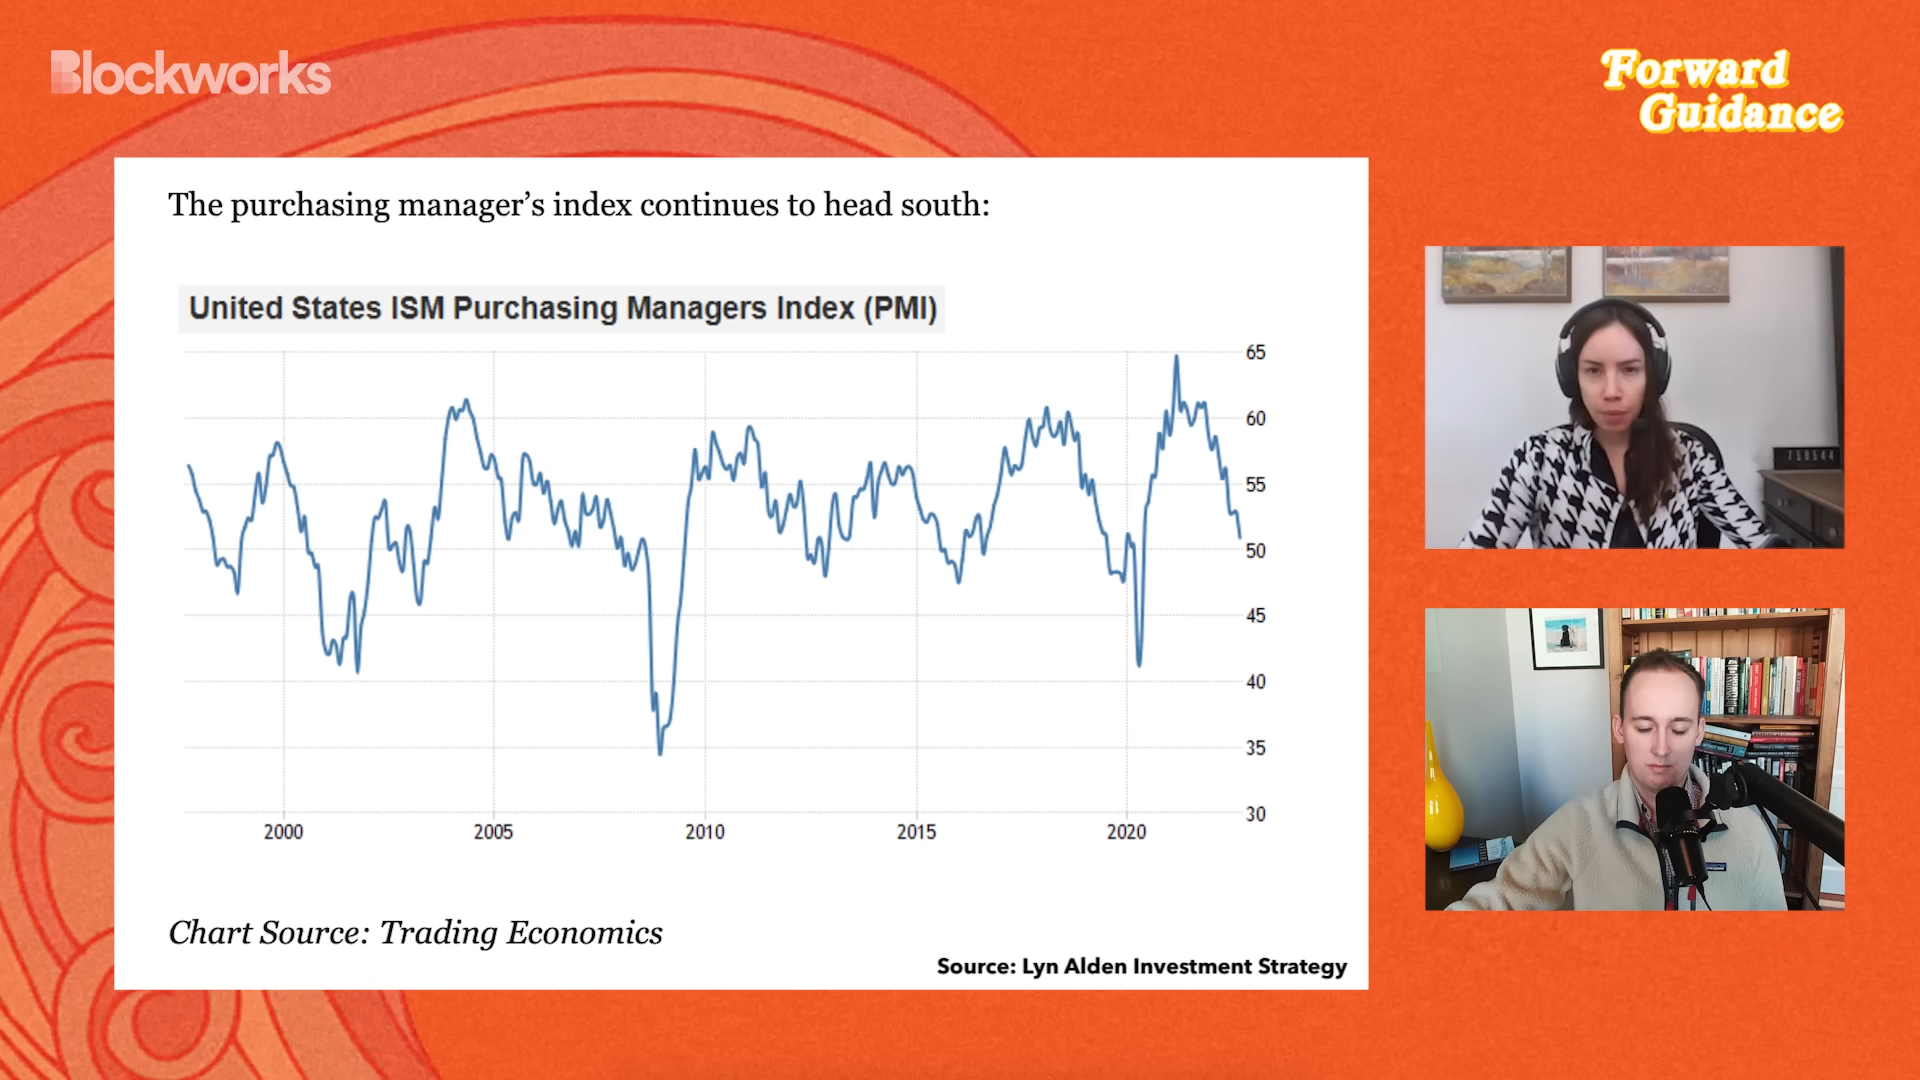 Blockworks
Forward
Guidance
The purchasing manager’s index continues to head south:
United States ISM Purchasing Managers Index (PMI)
65
60
55
50
45
40
35
30
2000
2005
2010
2015
2020
Chart Source: Trading Economics
Source: Lyn Alden Investment Strategy